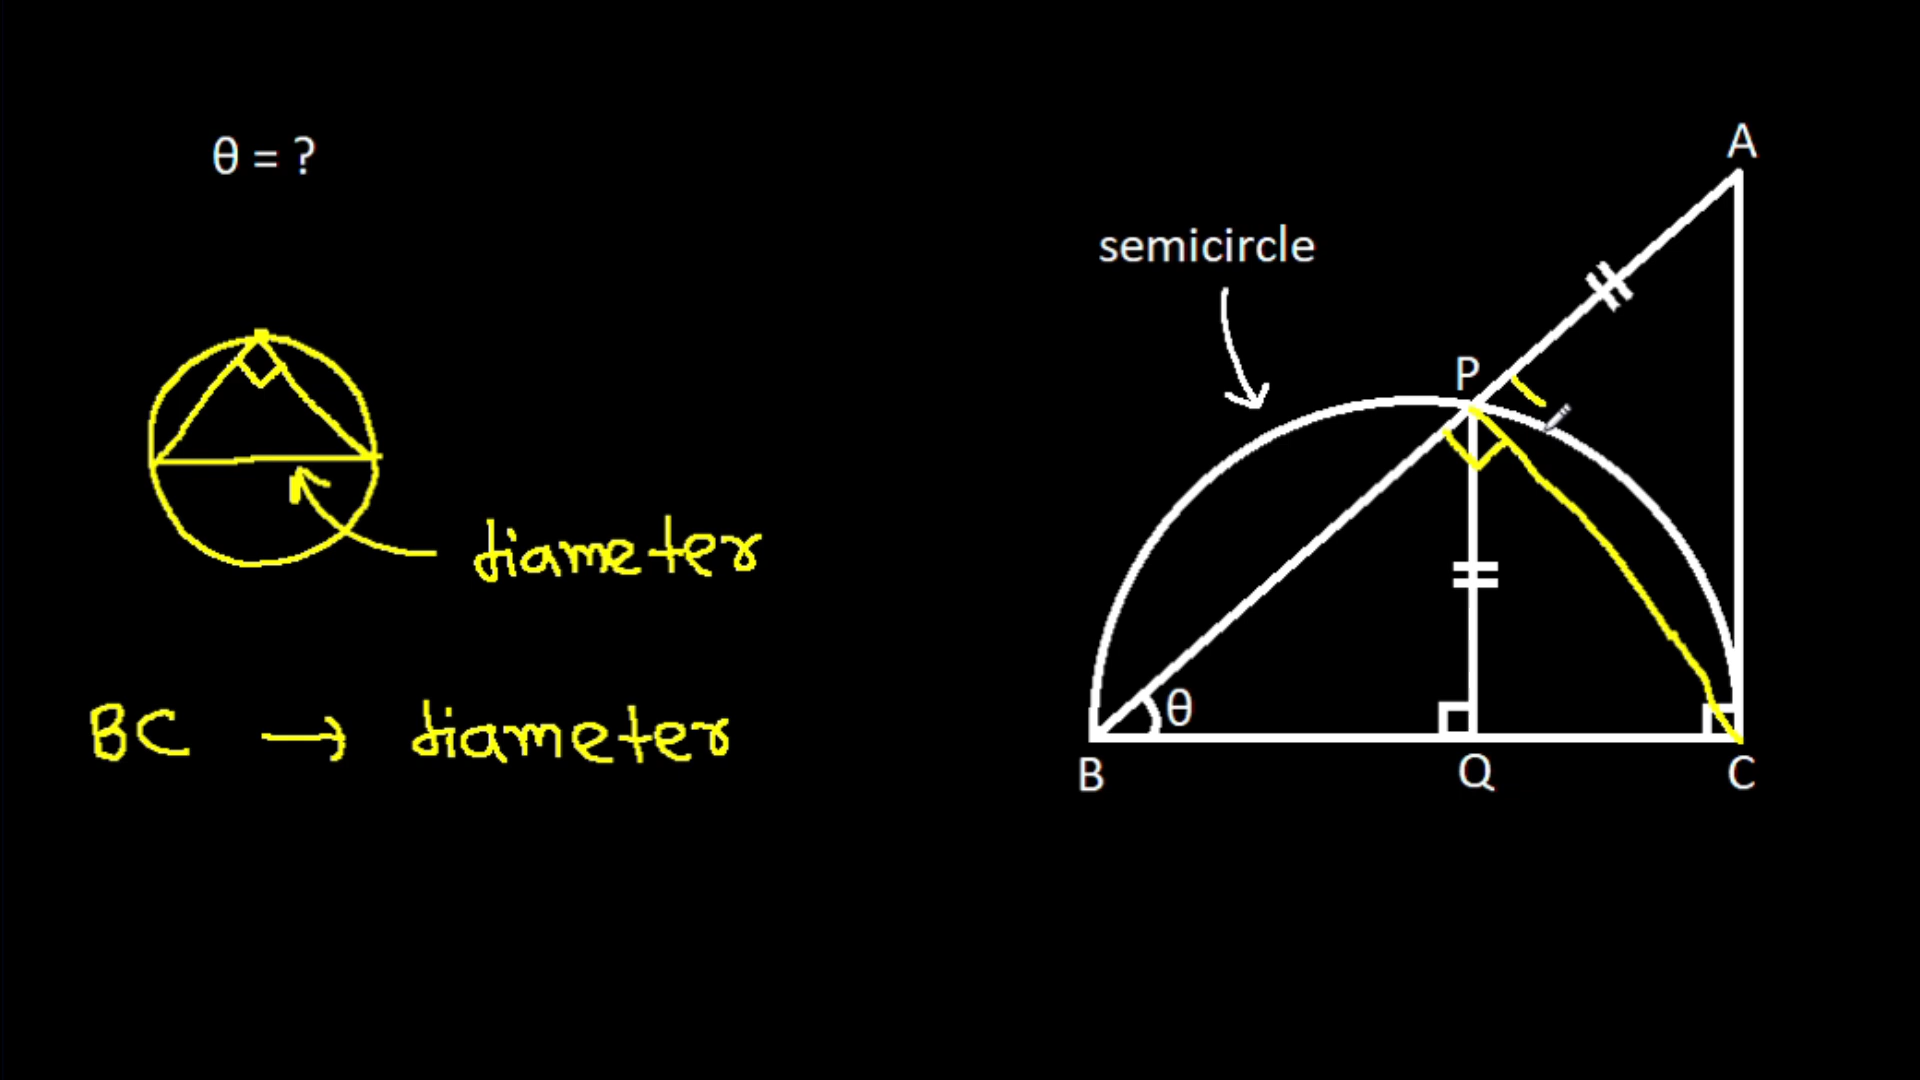 θ = ?
A
semicircle
P
diameter
θ
BC → diameter
B
Q
C